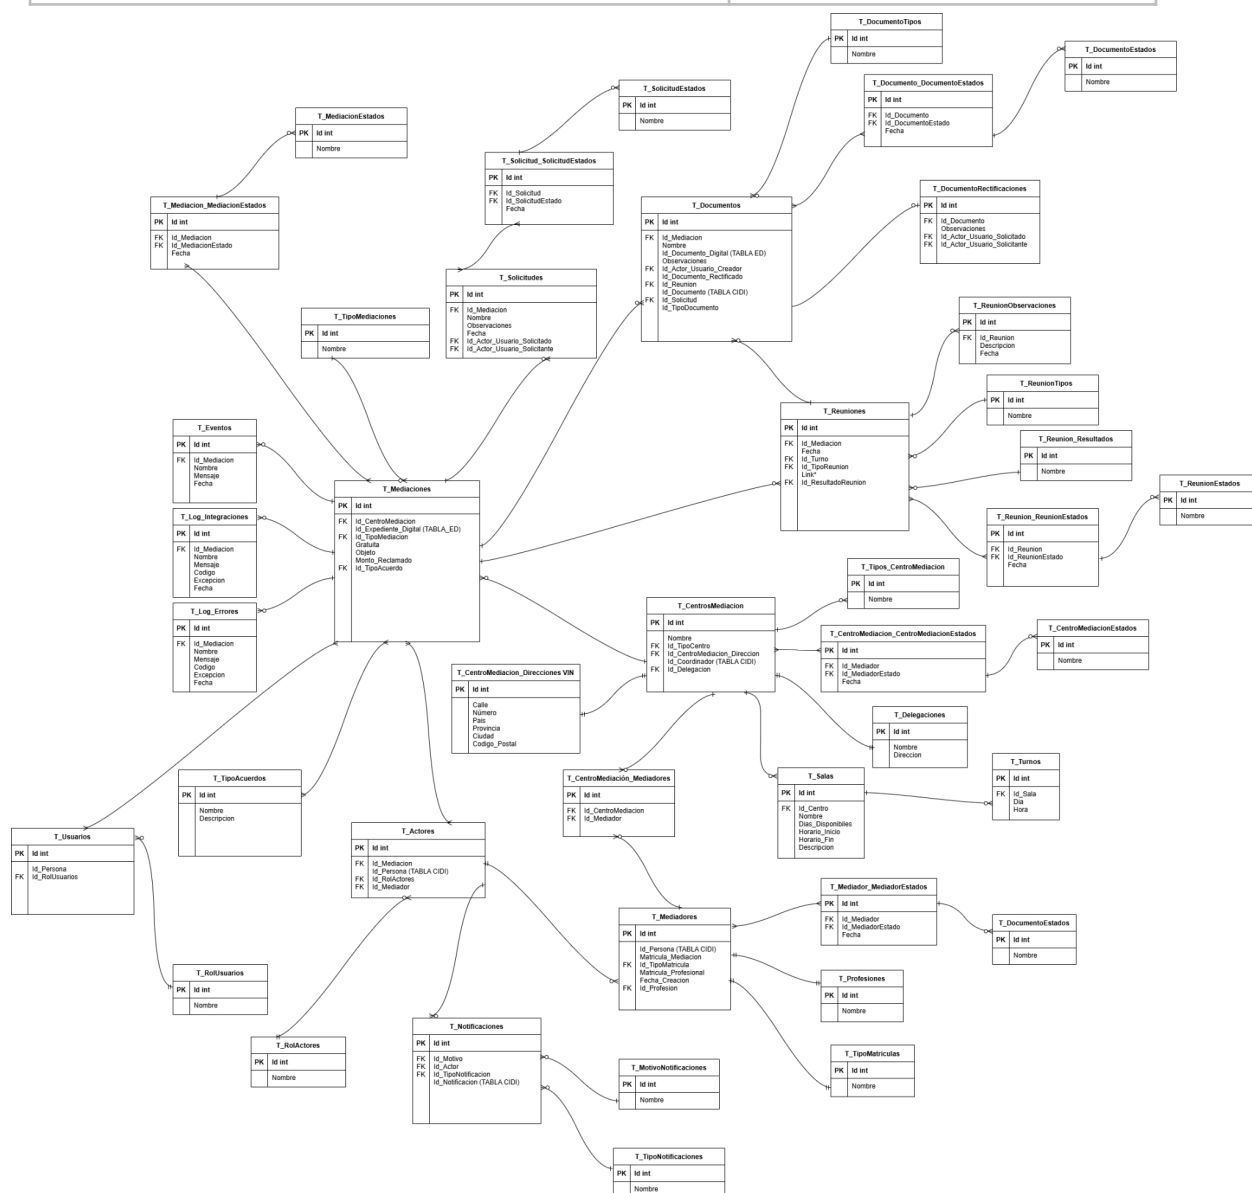 T_DocumentoTipos
PK Id int
Nombre
T_DocumentoEstados
PK Id int
Nombre
T_Documento_DocumentoEstados
PK Id int
FK Id_Documento
FK Id_DocumentoEstado
Fecha
T_SolicitudEstados
PK Id int
Nombre
T_MediacionEstados
PK Id int
Nombre
T_Solicitud_SolicitudEstados
PK Id int
FK Id_Solicitud
FK Id_SolicitudEstado
Fecha
T_DocumentoRectificaciones
PK Id int
FK Id_Documento
Observaciones
FK Id_Actor_Usuario_Solicitado
FK Id_Actor_Usuario_Solicitante
T_Mediacion_MediacionEstados
PK Id int
FK Id_Mediacion
FK Id_MediacionEstado
Fecha
T_Documentos
PK Id int
FK Id_Mediacion
Nombre
Id_Documento_Digital (TABLA ED)
Observaciones
FK Id_Actor_Usuario_Creador
Id_Documento_Rectificado
FK Id_Reunion
Id_Documento (TABLA CIDI)
FK Id_Solicitud
Id_TipoDocumento
T_Solicitudes
PK Id int
FK Id_Mediacion
Nombre
Observaciones
Fecha
FK Id_Actor_Usuario_Solicitado
FK Id_Actor_Usuario_Solicitante
T_TipoMediaciones
PK Id int
Nombre
T_ReunionObservaciones
PK Id int
FK Id_Reunion
Descripcion
Fecha
T_ReunionTipos
PK Id int
Nombre
T_Reuniones
PK Id int
FK Id_Mediacion
Fecha
FK Id_Turno
FK Id_TipoReunion
Link*
FK Id_ResultadoReunion
T_Reunion_Resultados
PK Id int
Nombre
T_ReunionEstados
PK Id int
Nombre
T_Reunion_ReunionEstados
PK Id int
FK Id_Reunion
FK Id_ReunionEstado
Fecha
T_Eventos
PK Id int
FK Id_Mediacion
Nombre
Mensaje
Fecha
T_Mediaciones
PK Id int
FK Id_CentroMediacion
Id_Expediente_Digital (TABLA_ED)
FK Id_TipoMediacion
Gratuita
Objeto
Monto_Reclamado
FK Id_TipoAcuerdo
T_Log_Integraciones
PK Id int
FK Id_Mediacion
Nombre
Mensaje
Codigo
Excepcion
Fecha
T_Log_Errores
PK Id int
FK Id_Mediacion
Nombre
Mensaje
Codigo
Excepcion
Fecha
T_Tipos_CentroMediacion
PK Id int
Nombre
T_CentrosMediacion
PK Id int
Nombre
FK Id_TipoCentro
FK Id_CentroMediacion_Direccion
Id_Coordinador (TABLA CIDI)
FK Id_Delegacion
T_CentroMediacion_CentroMediacionEstados
PK Id int
FK Id_Mediador
FK Id_MediadorEstado
Fecha
T_CentroMediacionEstados
PK Id int
Nombre
T_CentroMediacion_Direcciones VIN
PK Id int
Calle
Número
Pais
Provincia
Ciudad
Codigo_Postal
T_Delegaciones
PK Id int
Nombre
Direccion
T_Turnos
PK Id int
FK Id_Sala
Dia
Hora
T_Salas
PK Id int
FK Id_Centro
Nombre
Dias_Disponibles
Horario_Inicio
Horario_Fin
Descripcion
T_CentroMediación_Mediadores
PK Id int
FK Id_CentroMediacion
FK Id_Mediador
T_TipoAcuerdos
PK Id int
Nombre
Descripcion
T_Usuarios
PK Id int
Id_Persona
FK Id_RolUsuarios
T_Actores
PK Id int
FK Id_Mediacion
Id_Persona (TABLA CIDI)
FK Id_RolActores
FK Id_Mediador
T_Mediador_MediadorEstados
PK Id int
FK Id_Mediador
FK Id_MediadorEstado
Fecha
T_Mediadores
PK Id int
Id_Persona (TABLA CIDI)
Matricula_Mediacion
FK Id_TipoMatricula
Matricula_Profesional
Fecha_Creacion
FK Id_Profesion
T_DocumentoEstados
PK Id int
Nombre
T_RolUsuarios
PK Id int
Nombre
T_Profesiones
PK Id int
Nombre
T_Notificaciones
PK Id int
FK Id_Motivo
FK Id_Actor
FK Id_TipoNotificacion
Id_Notificacion (TABLA CIDI)
T_RolActores
PK Id int
Nombre
T_TipoMatriculas
PK Id int
Nombre
T_MotivoNotificaciones
PK Id int
Nombre
T_TipoNotificaciones
PK Id int
Nombre